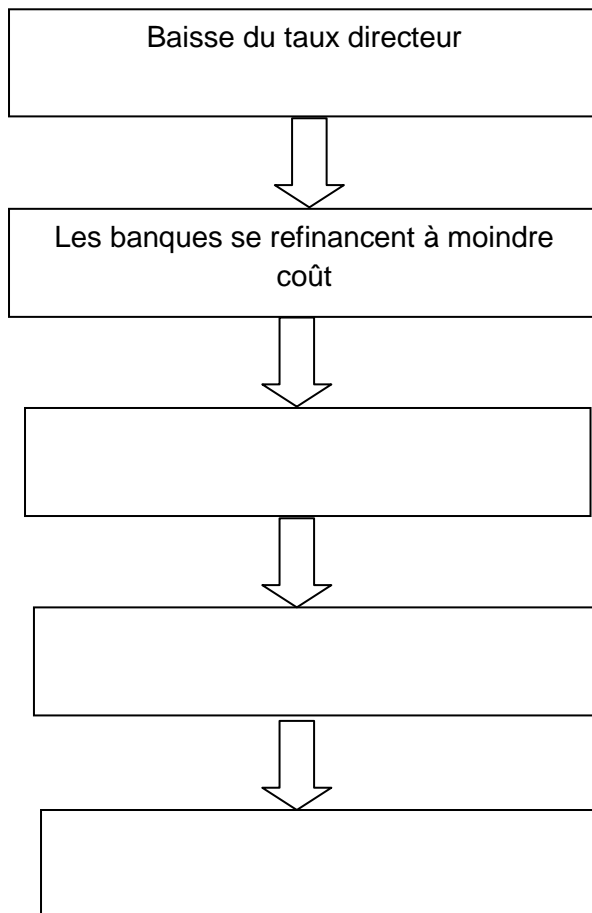 Baisse du taux directeur
Les banques se refinancent à moindre
coût